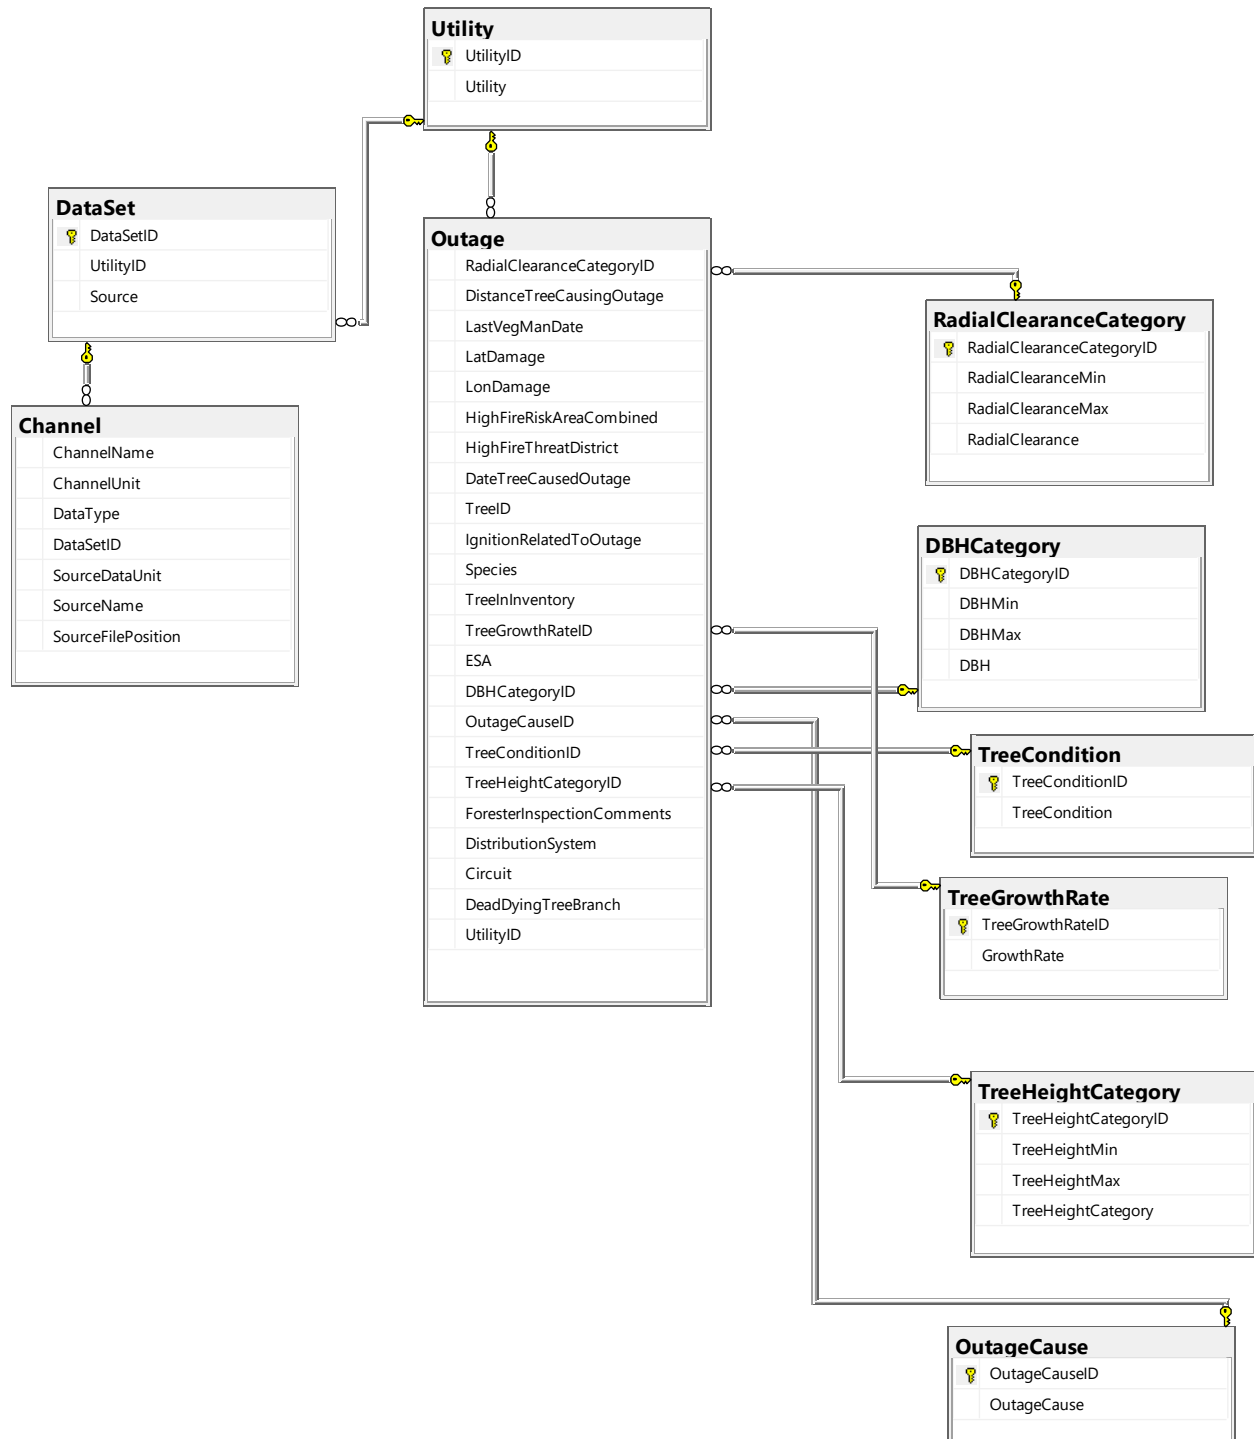 Utility
UtilityID
Utility
DataSet
DataSetID
UtilityID
Source
Channel
ChannelName
ChannelUnit
DataType
DataSetID
SourceDataUnit
SourceName
SourceFilePosition
Outage
RadialClearanceCategoryID
DistanceTreeCausingOutage
LastVegManDate
LatDamage
LonDamage
HighFireRiskAreaCombined
HighFireThreatDistrict
DateTreeCausedOutage
TreeID
IgnitionRelatedToOutage
Species
TreeInInventory
TreeGrowthRateID
ESA
DBHCategoryID
OutageCauseID
TreeConditionID
TreeHeightCategoryID
ForesterInspectionComments
DistributionSystem
Circuit
DeadDyingTreeBranch
UtilityID
RadialClearanceCategory
RadialClearanceCategoryID
RadialClearanceMin
RadialClearanceMax
RadialClearance
DBHCategory
DBHCategoryID
DBHMin
DBHMax
DBH
TreeCondition
TreeConditionID
TreeCondition
TreeGrowthRate
TreeGrowthRateID
GrowthRate
TreeHeightCategory
TreeHeightCategoryID
TreeHeightMin
TreeHeightMax
TreeHeightCategory
OutageCause
OutageCauseID
OutageCause